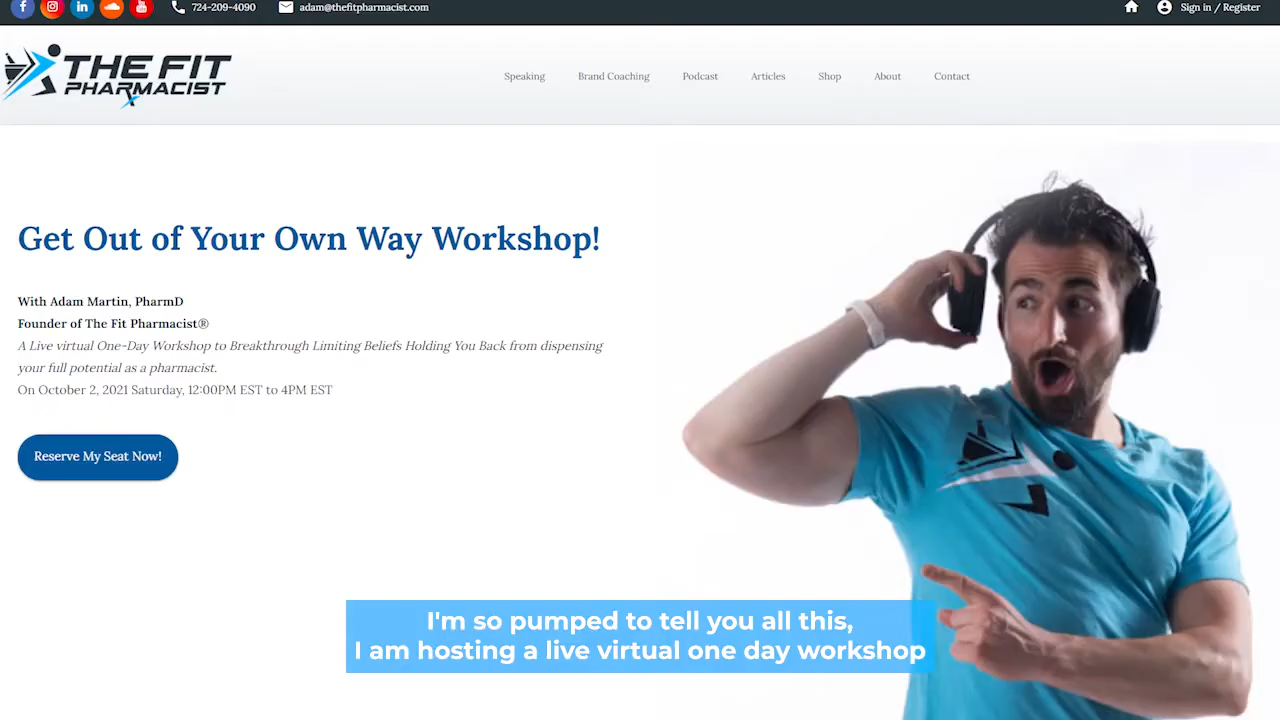 724-209-4090
adam@thefitpharmacist.com
Sign in / Register
THE FIT
PHARMACIST
Speaking
Brand Coaching
Podcast
Articles
Shop
About
Contact
Get Out of Your Own Way Workshop!
With Adam Martin, PharmD
Founder of The Fit Pharmacist®
A Live virtual One-Day Workshop to Breakthrough Limiting Beliefs Holding You Back from dispensing
your full potential as a pharmacist.
On October 2, 2021 Saturday, 12:00PM EST to 4PM EST
Reserve My Seat Now!
I'm so pumped to tell you all this,
I am hosting a live virtual one day workshop